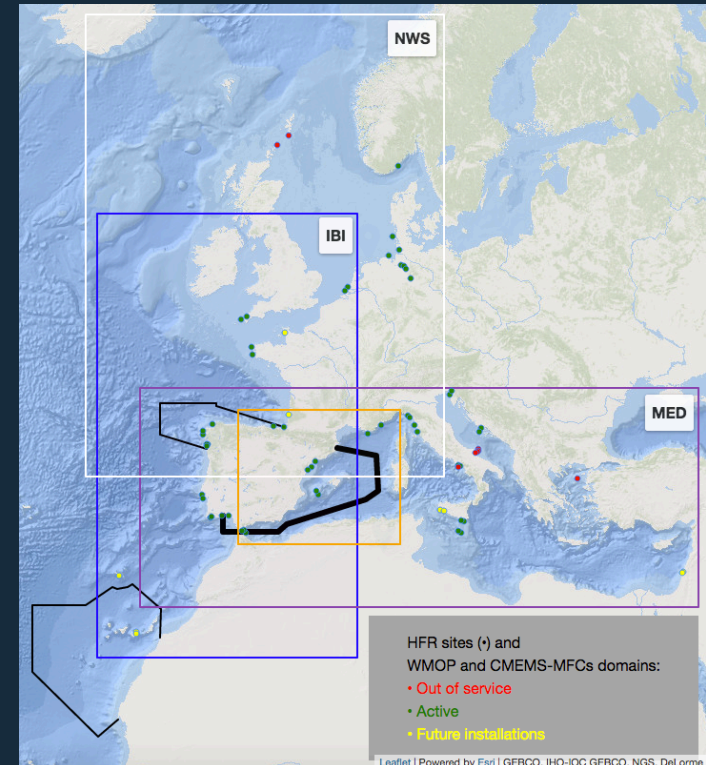 NWS
IBI
MED
HFR sites (•) and
WMOP and CMEMS-MFCs domains:
• Out of service
• Active
• Future installations
Leaflet | Powered by Esri | GEBCO, IHO-IOC GEBCO, NGS, DeLorme